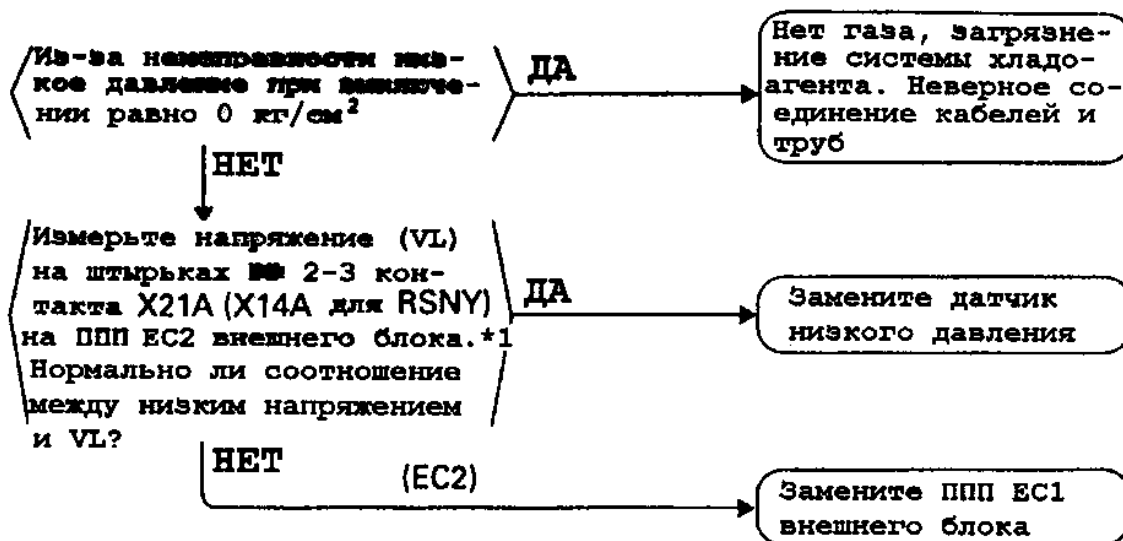 Из-за неисправности низ-
кое давление при выключе-
нии равно 0 кг/см²
ДА
Нет газа, загрязне-
ние системы хладо-
агента. Неверное со-
единение кабелей и
труб
НЕТ
Измерьте напряжение (VL)
на штырьках 2-3 кон-
такта X21A (X14A для RSNY)
на ППП EC2 внешнего блока.*1
Нормально ли соотношение
между низким напряжением
и VL?
ДА
Замените датчик
низкого давления
НЕТ
(EC2)
Замените ППП EC1
внешнего блока